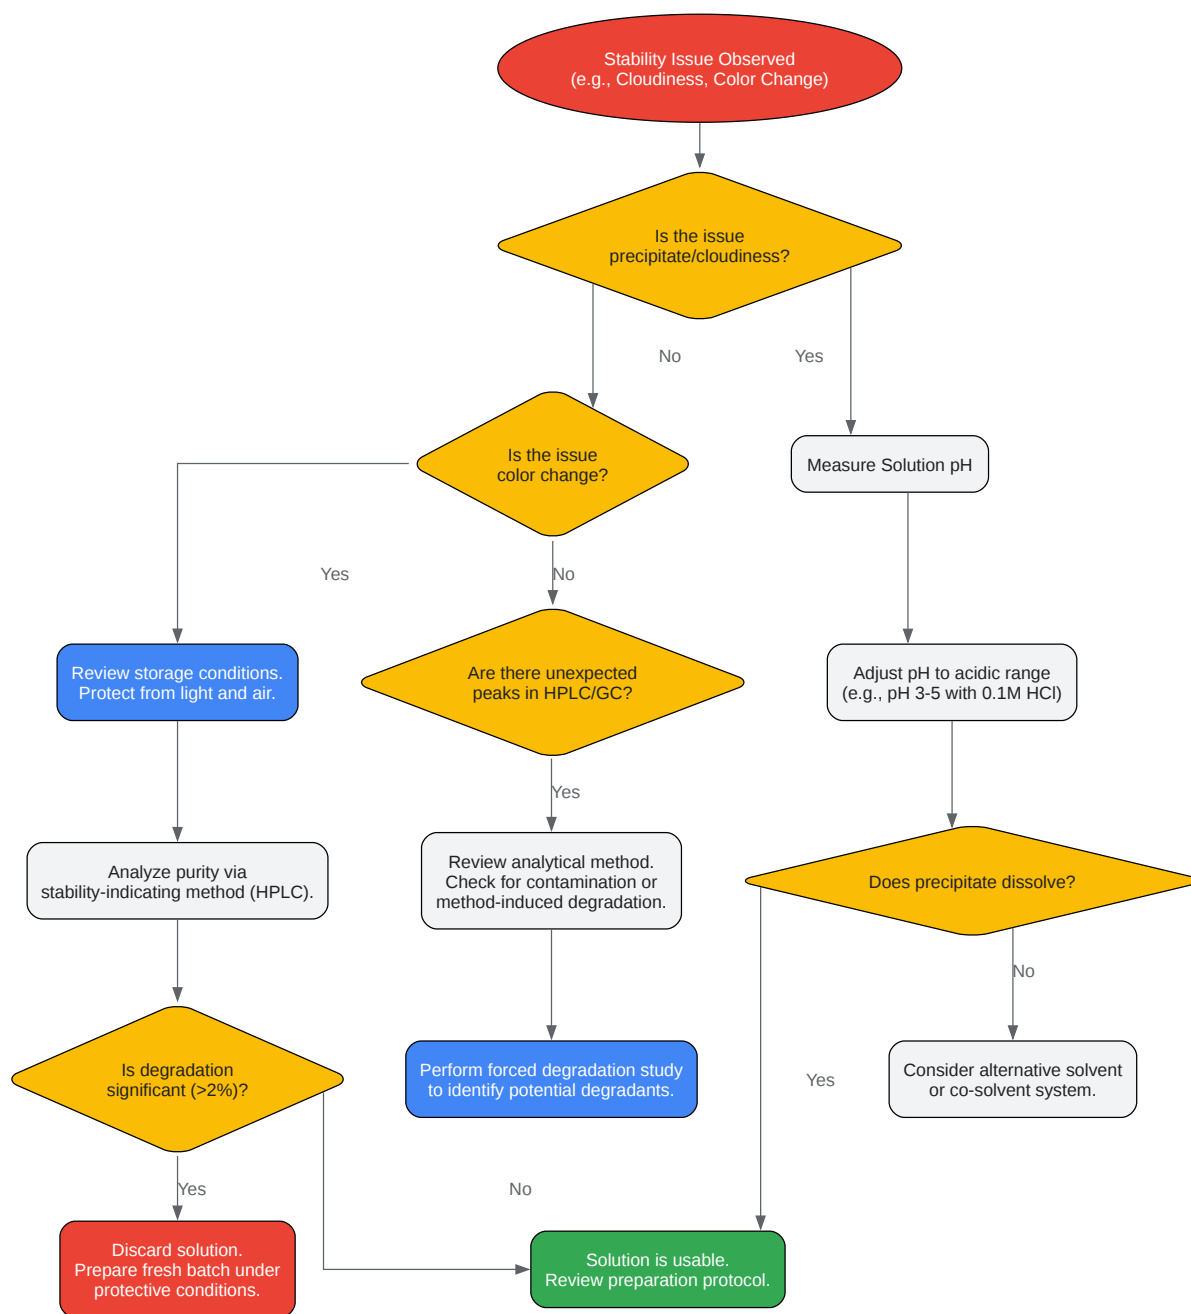 Stability Issue Observed
(e.g., Cloudiness, Color Change)
Is the issue
precipitate/cloudiness?
No
Yes
Is the issue
color change?
Measure Solution pH
Yes
No
Review storage conditions.
Protect from light and air.
Are there unexpected
peaks in HPLC/GC?
Adjust pH to acidic range
(e.g., pH 3-5 with 0.1M HCl)
Yes
Analyze purity via
stability-indicating method (HPLC).
Review analytical method.
Check for contamination or
method-induced degradation.
Does precipitate dissolve?
No
Is degradation
significant (>2%)?
Perform forced degradation study
to identify potential degradants.
Yes
Consider alternative solvent
or co-solvent system.
Yes
No
Discard solution.
Prepare fresh batch under
protective conditions.
Solution is usable.
Review preparation protocol.